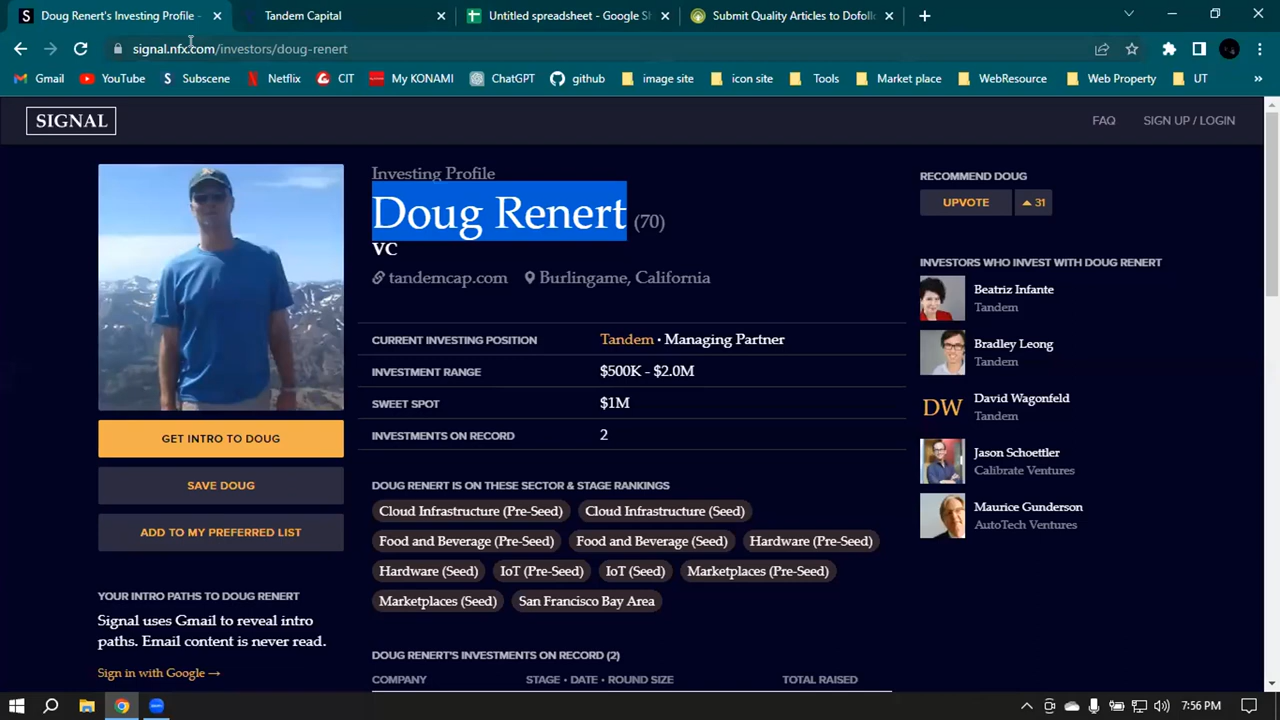 Doug Renert's Investing Profile -
Tandem Capital
Untitled spreadsheet - Google Sh
Submit Quality Articles to Dofollo
signal.nfx.com/investors/doug-renert
Gmail
YouTube
Subscene
Netflix
CIT
My KONAMI
ChatGPT
github
image site
icon site
Tools
Market place
WebResource
Web Property
UT
SIGNAL
FAQ
SIGN UP / LOGIN
Investing Profile
Doug Renert (70)
VC
tandemcap.com
Burlingame, California
CURRENT INVESTING POSITION Tandem • Managing Partner
INVESTMENT RANGE $500K - $2.0M
SWEET SPOT $1M
INVESTMENTS ON RECORD 2
DOUG RENERT IS ON THESE SECTOR & STAGE RANKINGS
Cloud Infrastructure (Pre-Seed) Cloud Infrastructure (Seed)
Food and Beverage (Pre-Seed) Food and Beverage (Seed) Hardware (Pre-Seed)
Hardware (Seed) IoT (Pre-Seed) IoT (Seed) Marketplaces (Pre-Seed)
Marketplaces (Seed) San Francisco Bay Area
DOUG RENERT'S INVESTMENTS ON RECORD (2)
COMPANY STAGE • DATE • ROUND SIZE TOTAL RAISED
GET INTRO TO DOUG
SAVE DOUG
ADD TO MY PREFERRED LIST
YOUR INTRO PATHS TO DOUG RENERT
Signal uses Gmail to reveal intro
paths. Email content is never read.
Sign in with Google →
RECOMMEND DOUG
UPVOTE 31
INVESTORS WHO INVEST WITH DOUG RENERT
Beatriz Infante
Tandem
Bradley Leong
Tandem
DW
David Wagonfeld
Tandem
Jason Schoettler
Calibrate Ventures
Maurice Gunderson
AutoTech Ventures
7:56 PM